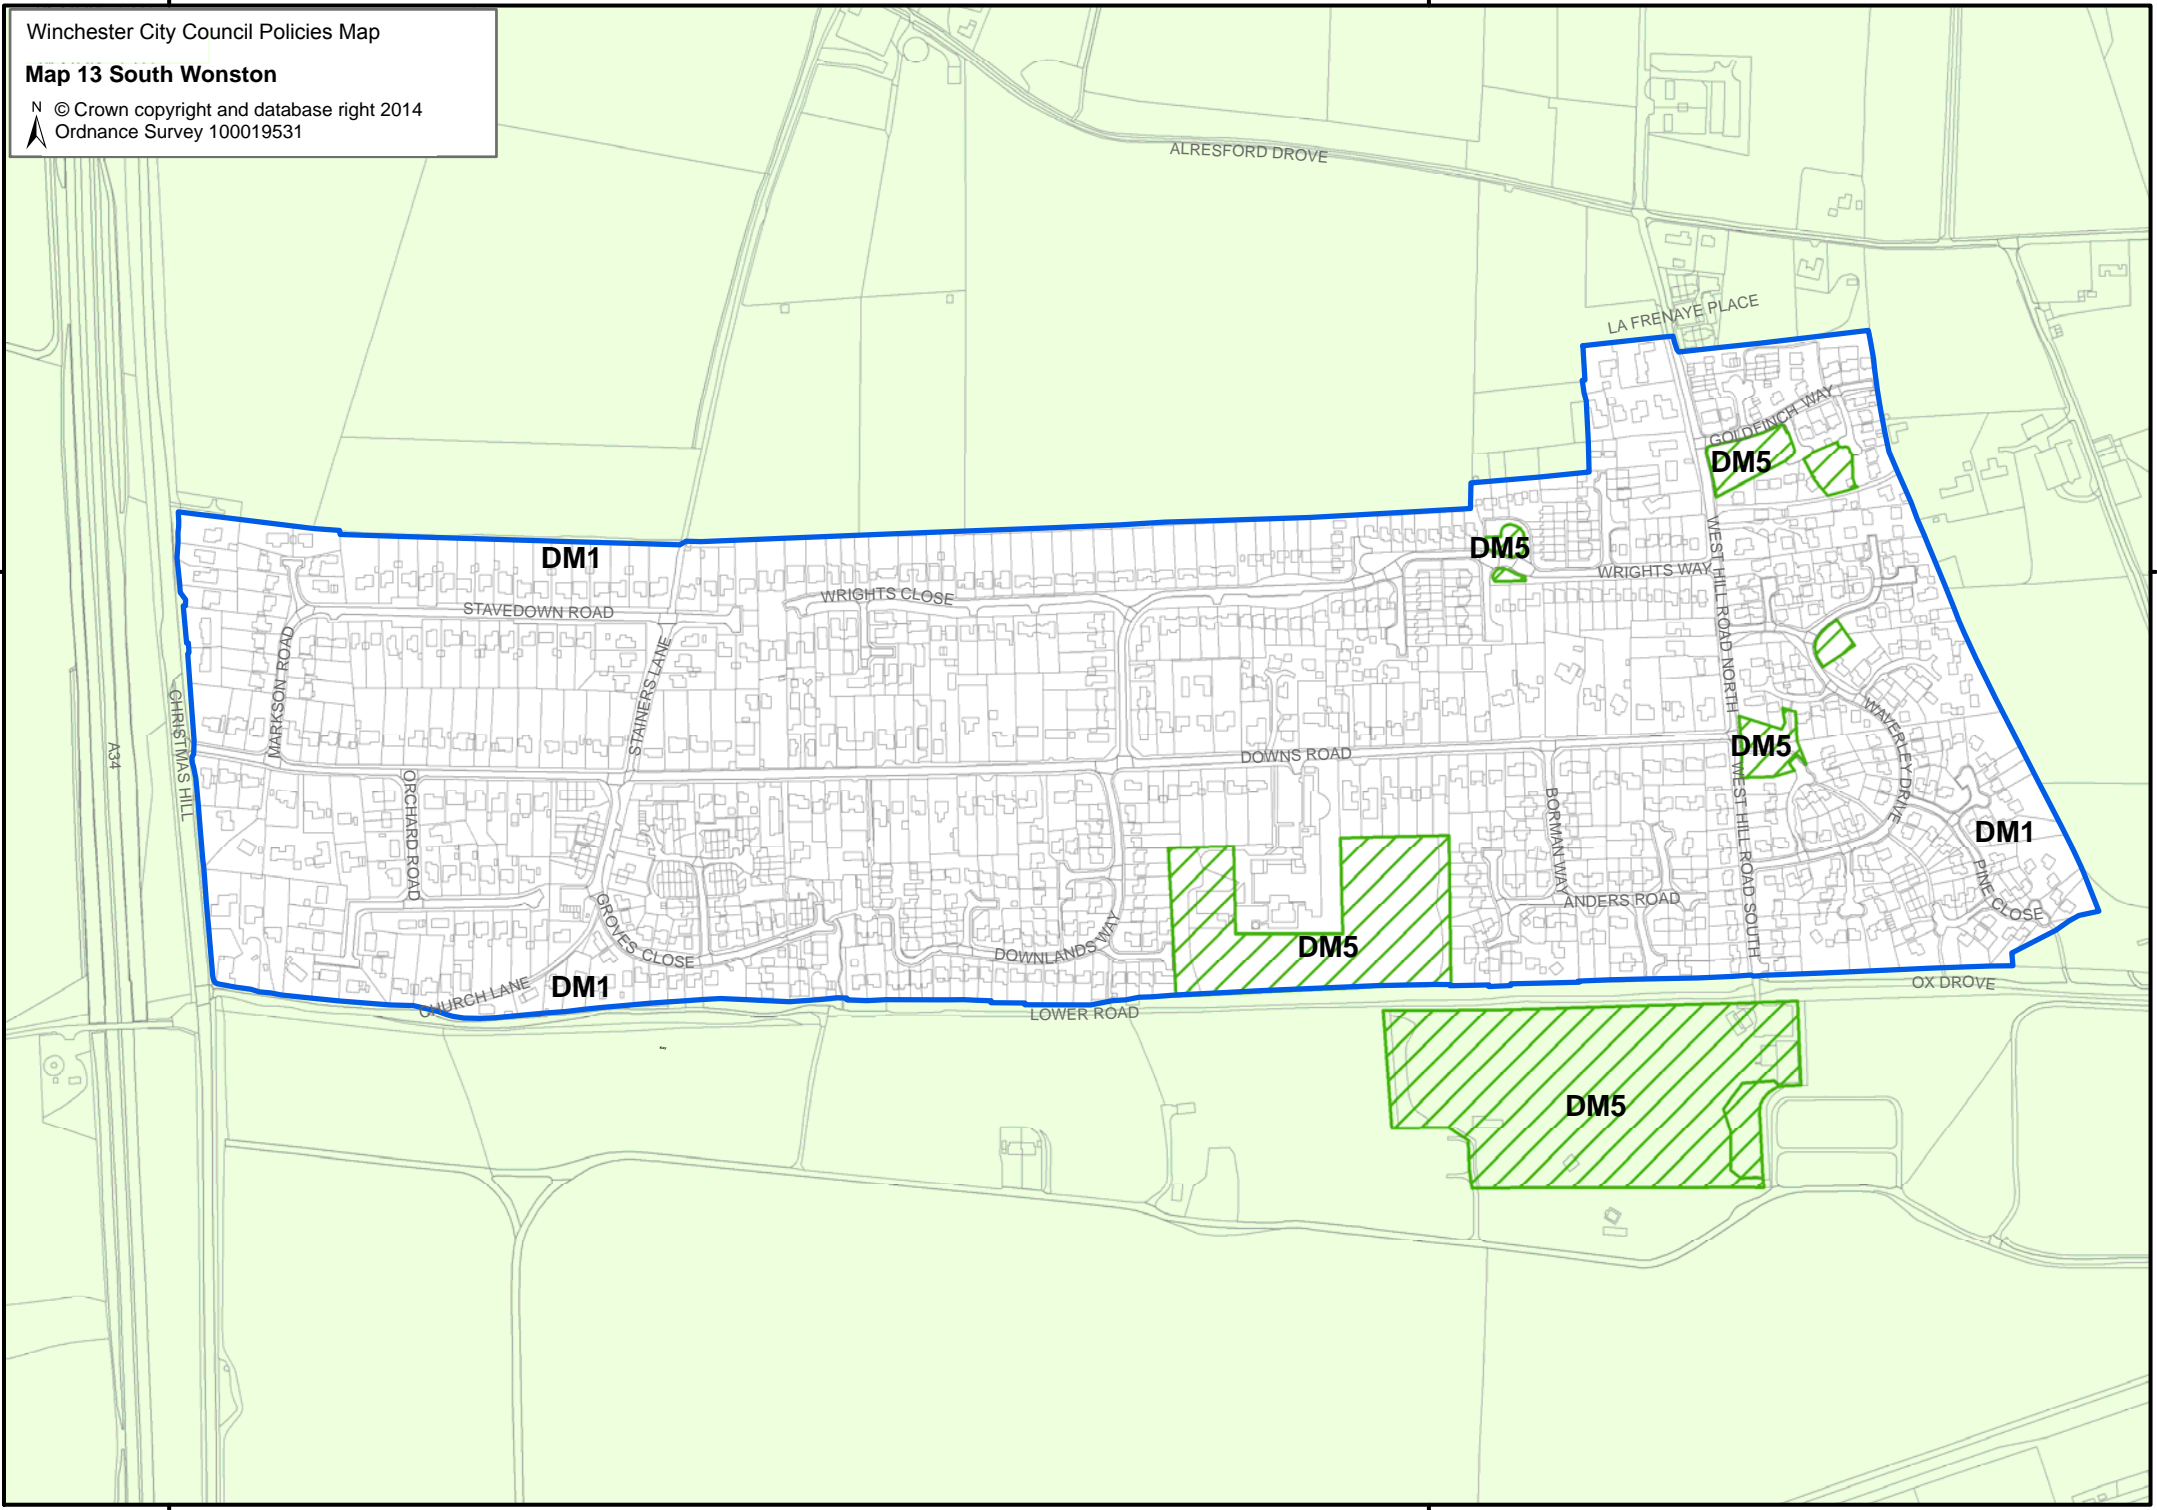 Winchester City Council Policies Map
Map 13 South Wonston
N
© Crown copyright and database right 2014
Ordnance Survey 100019531
ALRESFORD DROVE
LA FRENAYE PLACE
GOLDFINCH WAY
DM5
DM1
DM5
WRIGHTS WAY
WRIGHTS CLOSE
STAVEDOWN ROAD
MARKSON ROAD
STAINERS LANE
WEST HILL ROAD NORTH
CHRISTMAS HILL
A34
DOWNS ROAD
DM5
WAVERLEY DRIVE
ORCHARD ROAD
BORMAN WAY
WEST HILL ROAD SOUTH
DM1
PINE CLOSE
ANDERS ROAD
GROVES CLOSE
DOWNLANDS WAY
DM5
DM1
CHURCH LANE
LOWER ROAD
OX DROVE
DM5